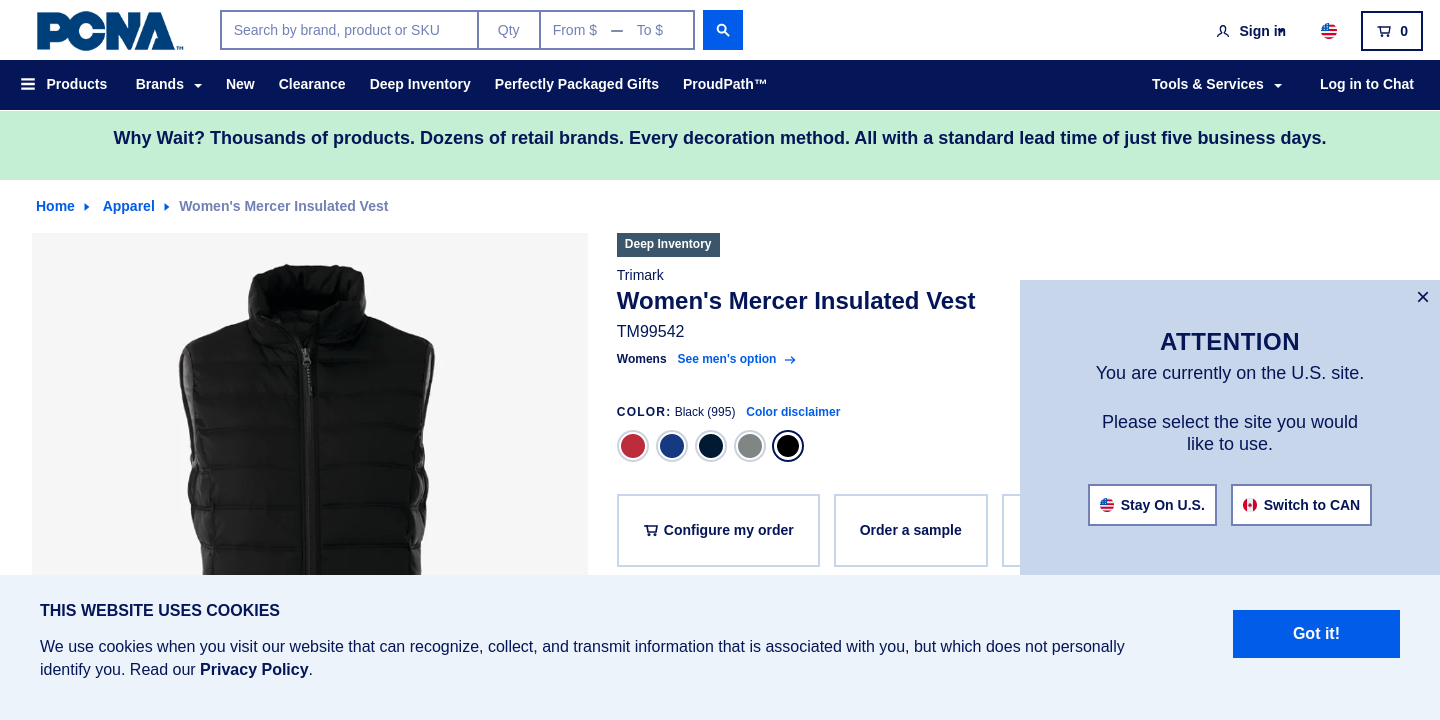 PCNA™
Search by brand, product or SKU
Qty
From $ — To $
Sign in
0
Products
Brands
New
Clearance
Deep Inventory
Perfectly Packaged Gifts
ProudPath™
Tools & Services
Log in to Chat
Why Wait? Thousands of products. Dozens of retail brands. Every decoration method. All with a standard lead time of just five business days.
Home
Apparel
Women's Mercer Insulated Vest
Deep Inventory
Trimark
Women's Mercer Insulated Vest
TM99542
Womens See men's option →
COLOR: Black (995) Color disclaimer
Configure my order
Order a sample
×
ATTENTION
You are currently on the U.S. site.
Please select the site you would
like to use.
Stay On U.S.
Switch to CAN
THIS WEBSITE USES COOKIES
We use cookies when you visit our website that can recognize, collect, and transmit information that is associated with you, but which does not personally
identify you. Read our Privacy Policy.
Got it!